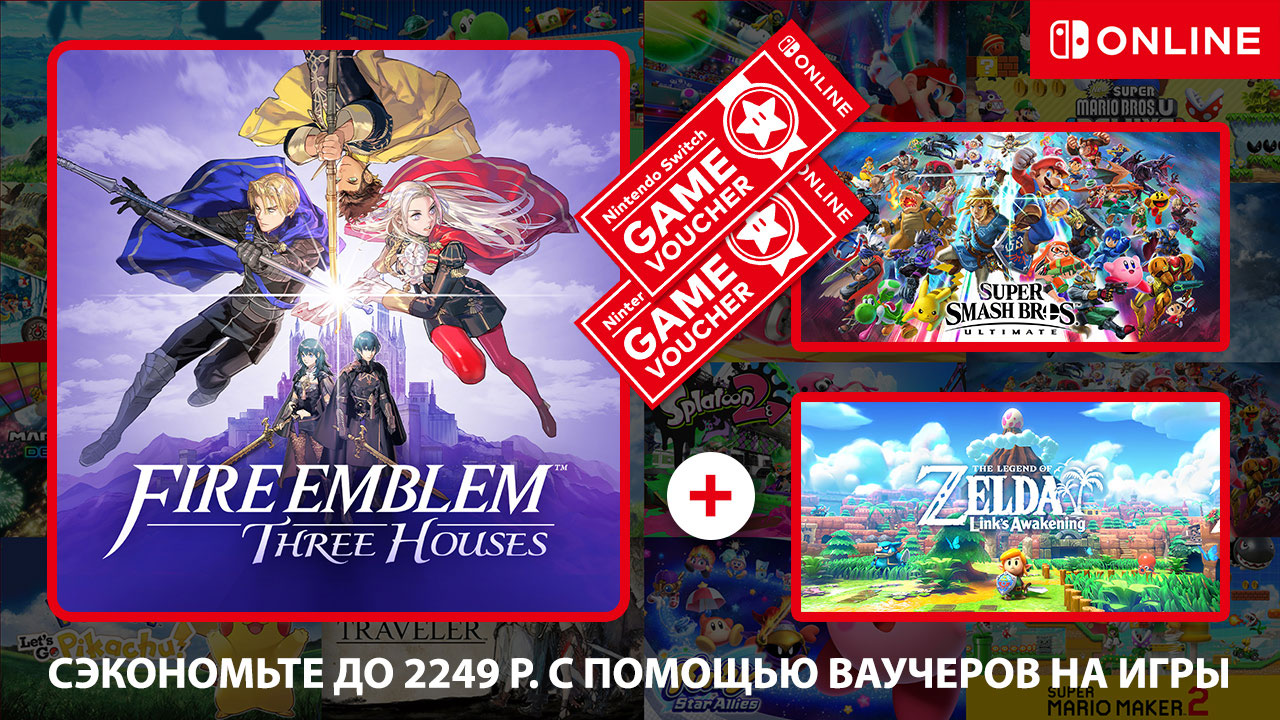 ONLINE
SUPER
MARIO BROS. U
DELUXE
ONLINE
Nintendo Switch
GAME
VOUCHER
ONLINE
GAME
VOUCHER
SUPER
SMASH BROS.
ULTIMATE
Splatoon 2
THE LEGEND OF
ZELDA
Link's Awakening
FIRE EMBLEM™
THREE HOUSES
Let's
Go
Pikachu!
TRAVELER
СЭКОНОМЬТЕ ДО 2249 Р. С ПОМОЩЬЮ ВАУЧЕРОВ НА ИГРЫ
Star Allies
SUPER
MARIO MAKER 2